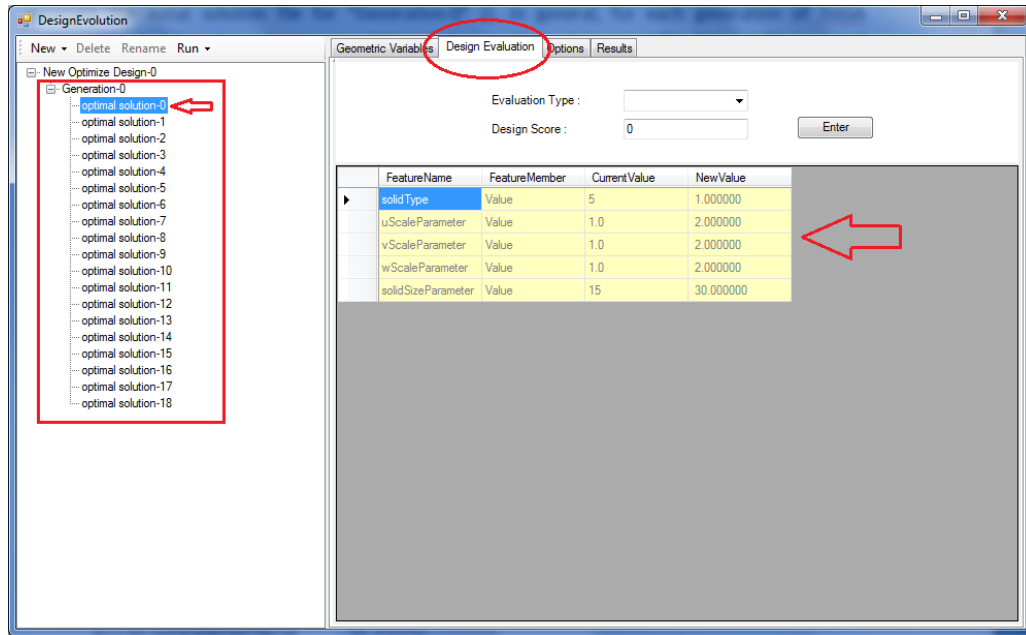 DesignEvolution
New Delete Rename Run
Geometric Variables Design Evaluation Options Results
New Optimize Design-0
Generation-0
optimal solution-0
optimal solution-1
optimal solution-2
optimal solution-3
optimal solution-4
optimal solution-5
optimal solution-6
optimal solution-7
optimal solution-8
optimal solution-9
optimal solution-10
optimal solution-11
optimal solution-12
optimal solution-13
optimal solution-14
optimal solution-15
optimal solution-16
optimal solution-17
optimal solution-18
Evaluation Type :
Design Score : 0 Enter
FeatureName FeatureMember CurrentValue NewValue
solidType Value 5 1.000000
uScaleParameter Value 1.0 2.000000
vScaleParameter Value 1.0 2.000000
wScaleParameter Value 1.0 2.000000
solidSizeParameter Value 15 30.000000